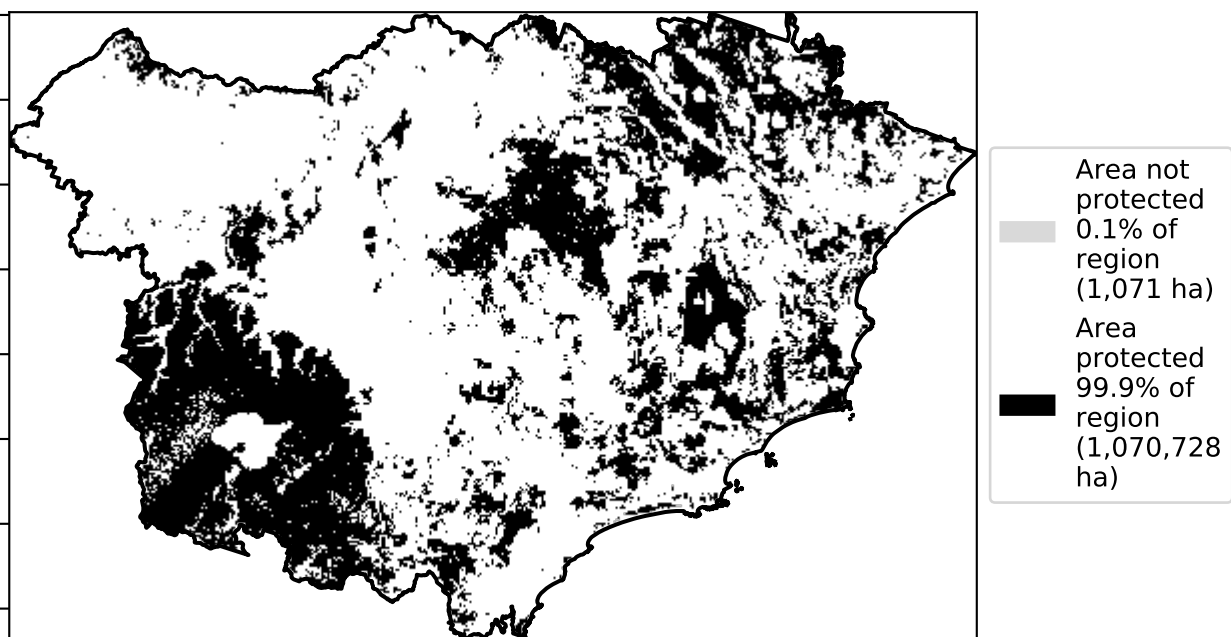 Area not
protected
0.1% of
region
(1,071 ha)
Area
protected
99.9% of
region
(1,070,728
ha)